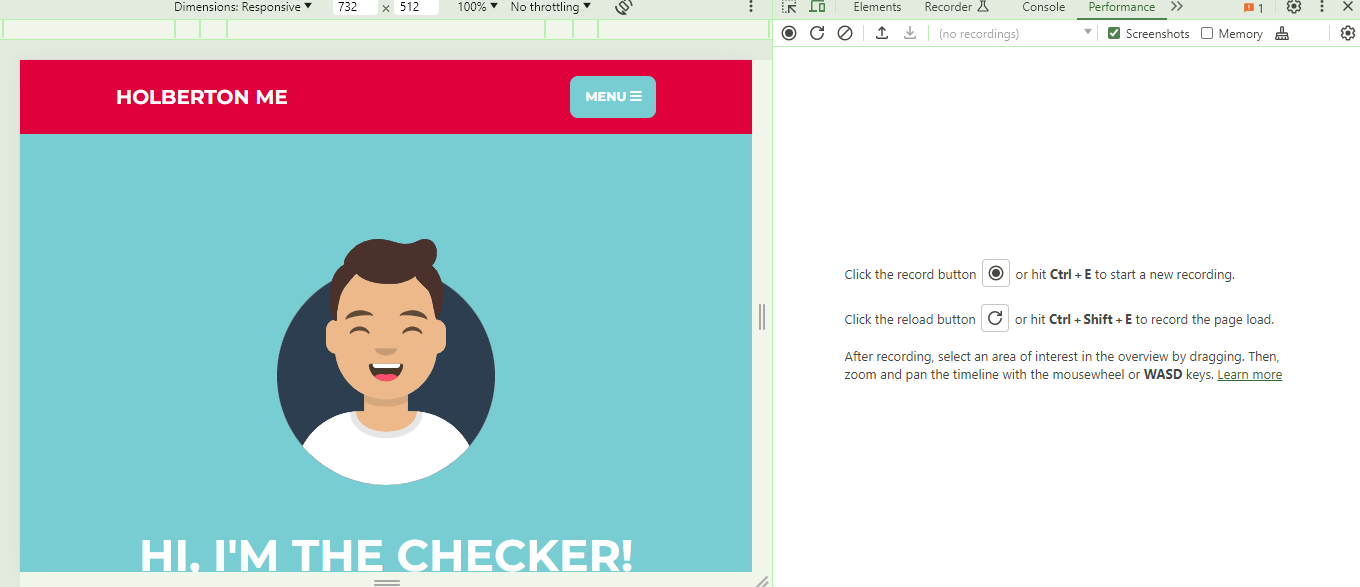 Dimensions: Responsive ▼ 732 × 512 100% ▼ No throttling ▼
Elements Recorder Console Performance 1
(no recordings) Screenshots Memory
HOLBERTON ME
MENU
Click the record button or hit Ctrl + E to start a new recording.
Click the reload button or hit Ctrl + Shift + E to record the page load.
After recording, select an area of interest in the overview by dragging. Then,
zoom and pan the timeline with the mousewheel or WASD keys. Learn more
HI, I'M THE CHECKER!